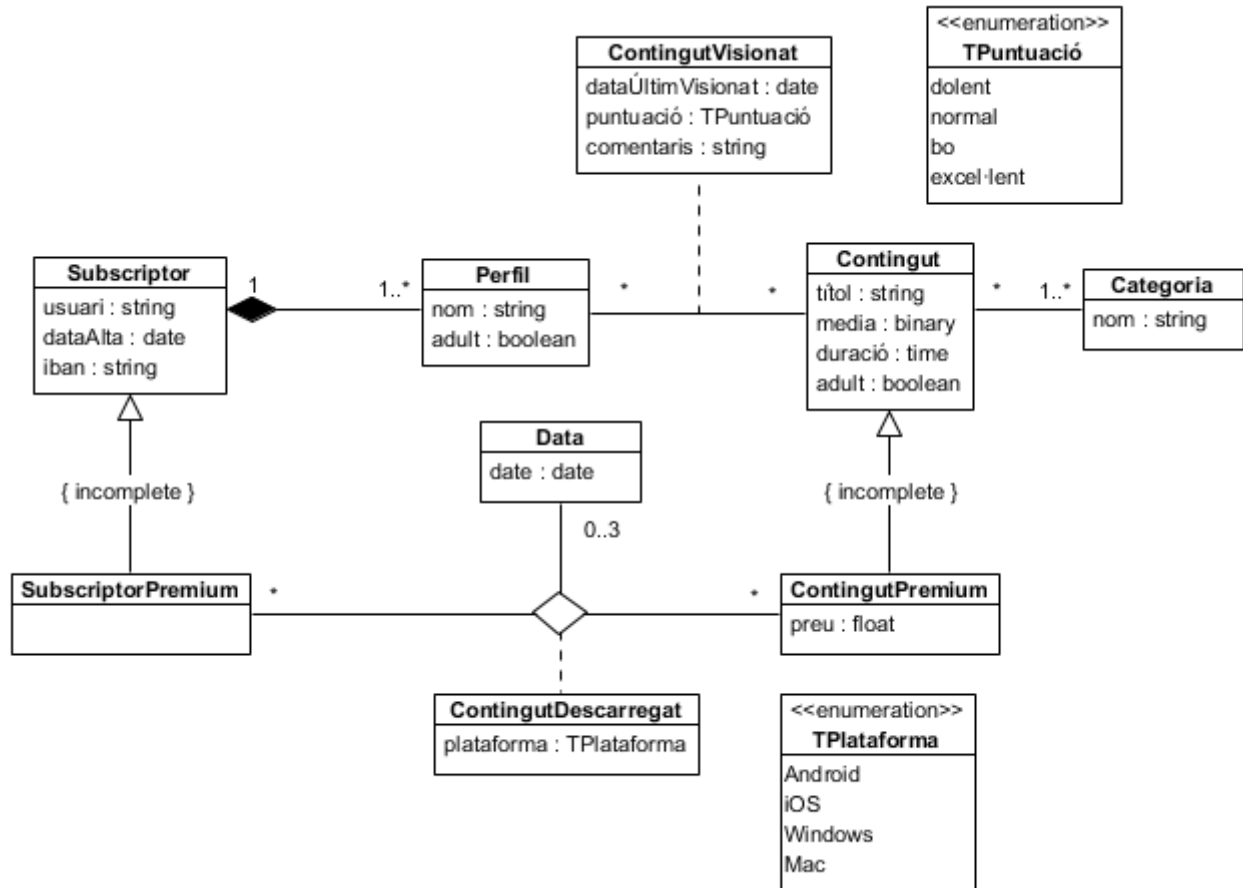 <<enumeration>>
TPuntuació
dolent
normal
bo
excel·lent
ContingutVisionat
dataÚltimVisionat : date
puntuació : TPuntuació
comentaris : string
Subscriptor
usuari : string
dataAlta : date
iban : string
1
1..*
Perfil
nom : string
adult : boolean
*
*
Contingut
títol : string
media : binary
duració : time
adult : boolean
*
1..*
Categoria
nom : string
{ incomplete }
Data
date : date
0..3
{ incomplete }
SubscriptorPremium
*
*
ContingutPremium
preu : float
ContingutDescarregat
plataforma : TPlataforma
<<enumeration>>
TPlataforma
Android
iOS
Windows
Mac